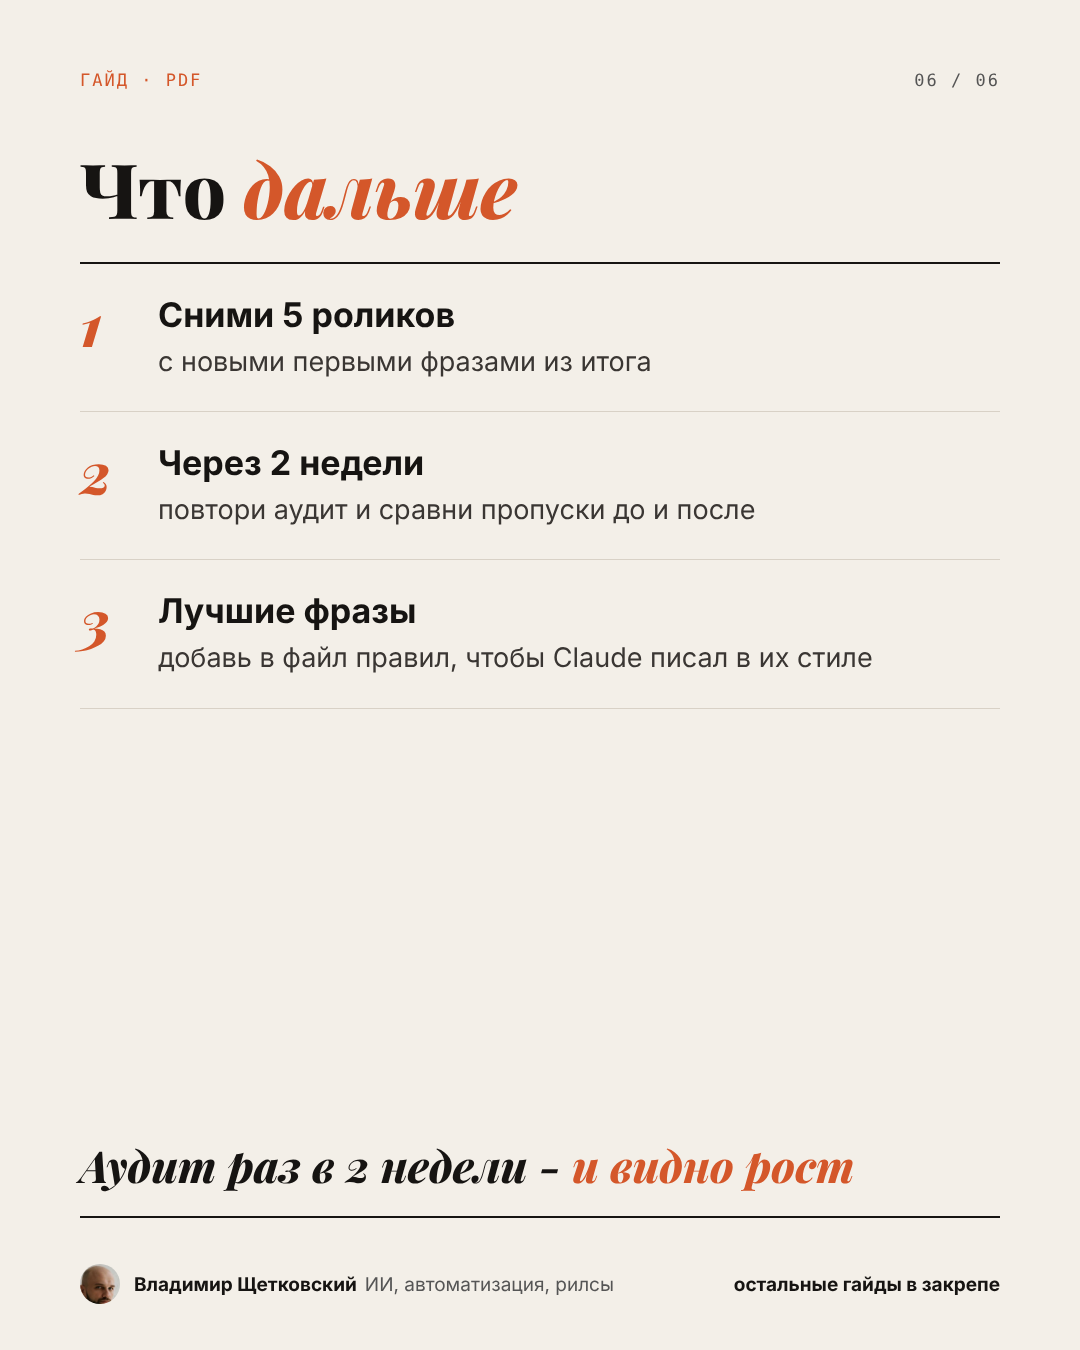 ГАЙД · PDF
06 / 06
Что дальше
1
Сними 5 роликов
с новыми первыми фразами из итога
2
Через 2 недели
повтори аудит и сравни пропуски до и после
3
Лучшие фразы
добавь в файл правил, чтобы Claude писал в их стиле
Аудит раз в 2 недели - и видно рост
Владимир Щетковский ИИ, автоматизация, рилсы
остальные гайды в закрепе